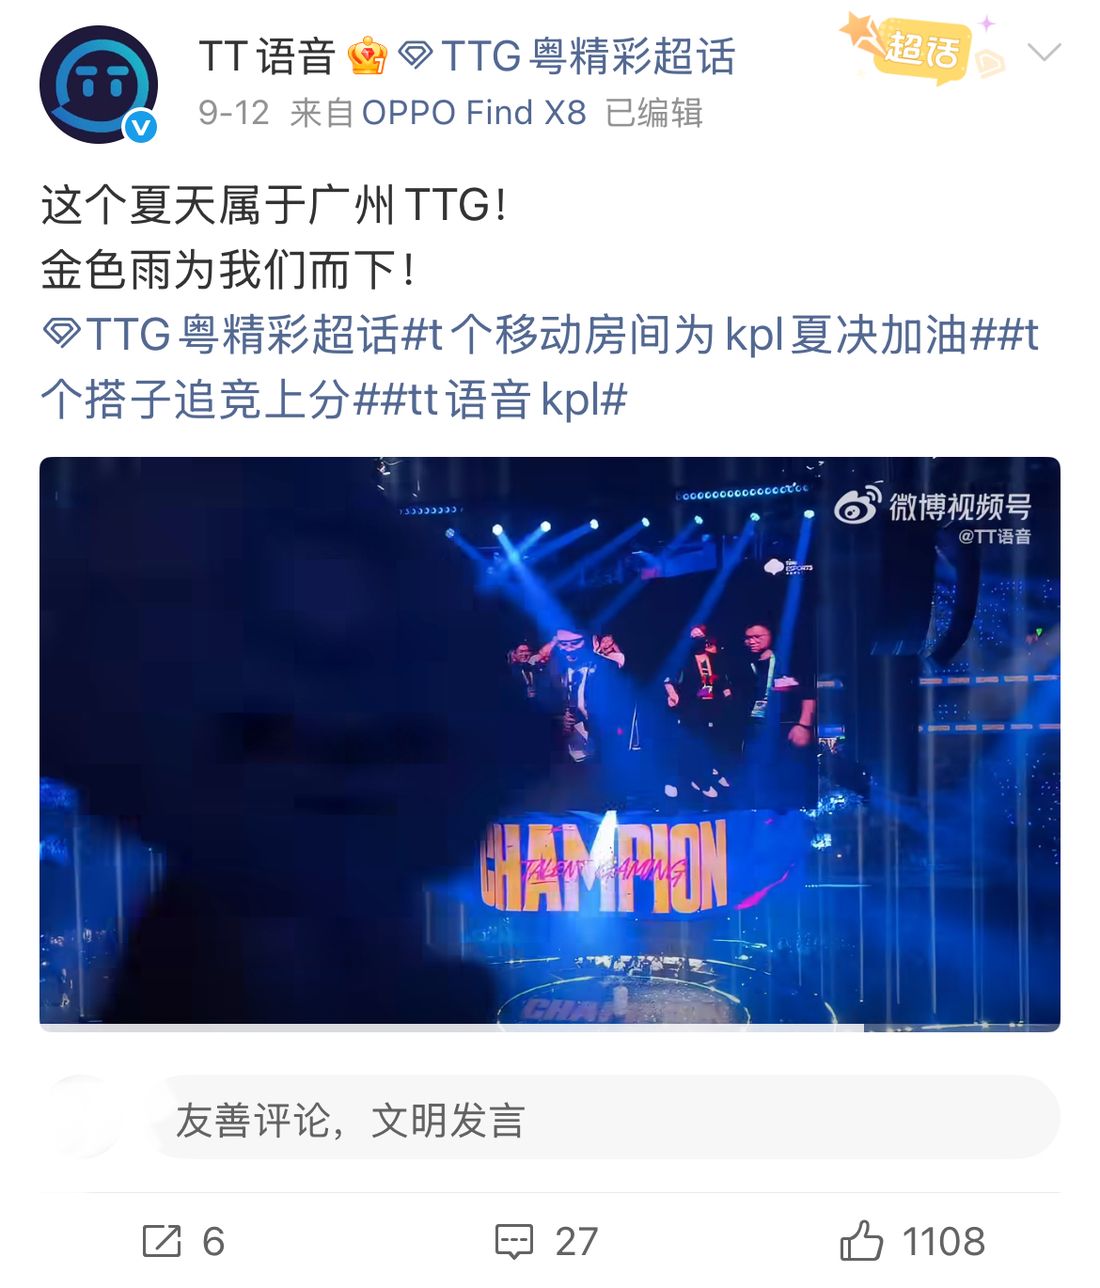 TT 语音 TTG粤精彩超话
超话
9-12 来自 OPPO Find X8 已编辑
这个夏天属于广州 TTG！
金色雨为我们而下！
TTG粤精彩超话#t个移动房间为kpl夏决加油##t
个搭子追竞上分##tt语音kpl#
微博视频号
@TT语音
ESPORTS
CHAMPION
TALENT GAMING
友善评论，文明发言
6 27 1108